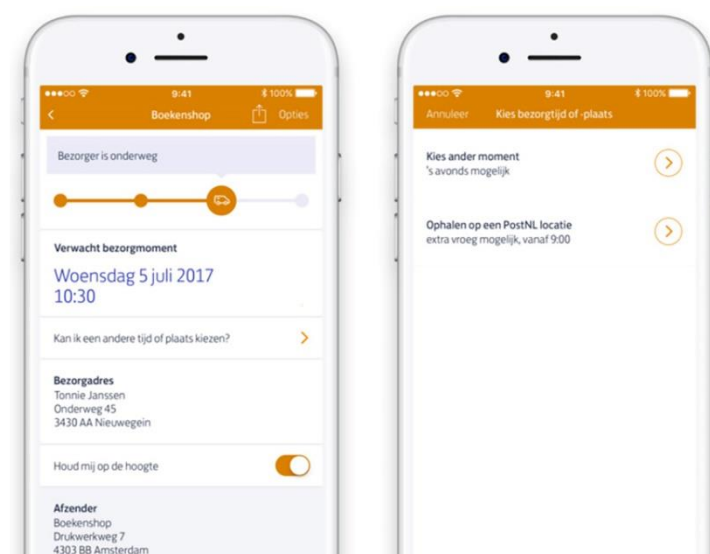 9:41
100%
Boekenshop
Opties
Bezorger is onderweg
Verwacht bezorgmoment
Woensdag 5 juli 2017
10:30
Kan ik een andere tijd of plaats kiezen?
Bezorgadres
Tonnie Janssen
Onderweg 45
3430 AA Nieuwegein
Houd mij op de hoogte
Afzender
Boekenshop
Drukwerkweg 7
4303 BB Amsterdam
9:41
100%
Annuleer
Kies bezorgtijd of -plaats
Kies ander moment
's avonds mogelijk
Ophalen op een PostNL locatie
extra vroeg mogelijk, vanaf 9:00